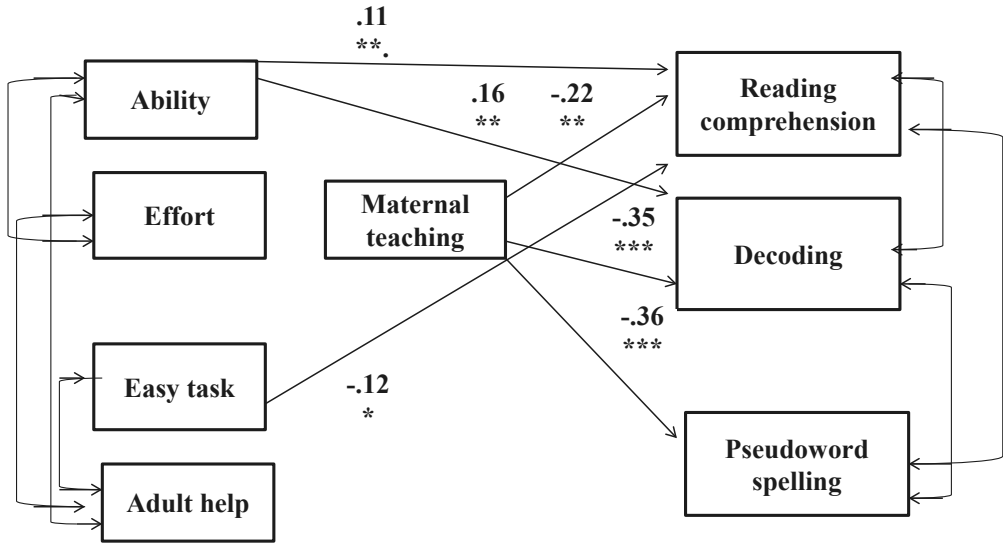 .11
**.
Ability
.16
**
-.22
**
Reading
comprehension
Effort
Maternal
teaching
-.35
***
Decoding
-.36
***
Easy task
-.12
*
Pseudoword
spelling
Adult help